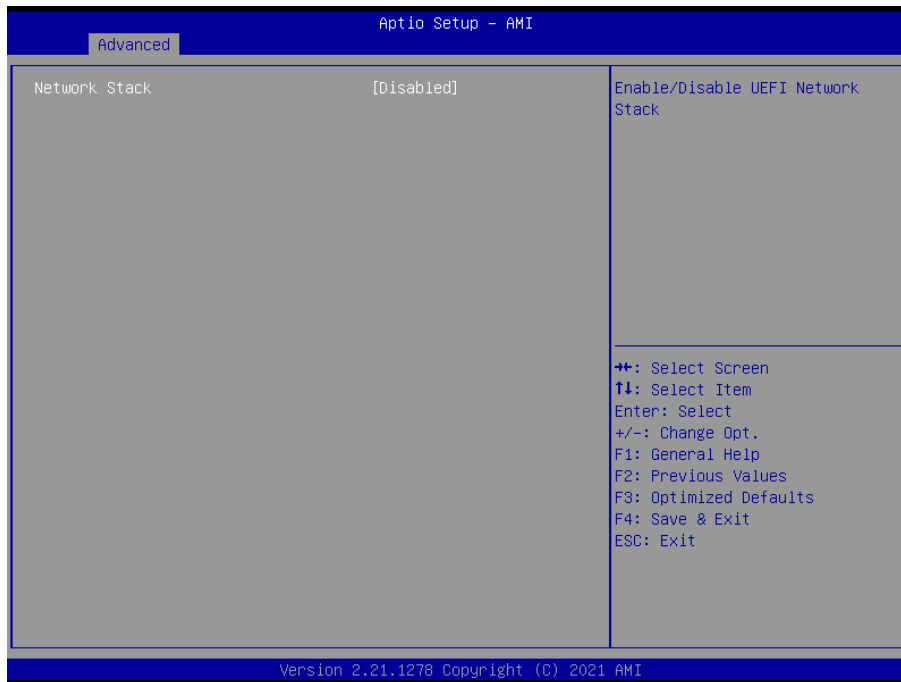 Aptio Setup – AMI
Advanced
Network Stack [Disabled]
Enable/Disable UEFI Network
Stack
→←: Select Screen
↑↓: Select Item
Enter: Select
+/-: Change Opt.
F1: General Help
F2: Previous Values
F3: Optimized Defaults
F4: Save & Exit
ESC: Exit
Version 2.21.1278 Copyright (C) 2021 AMI